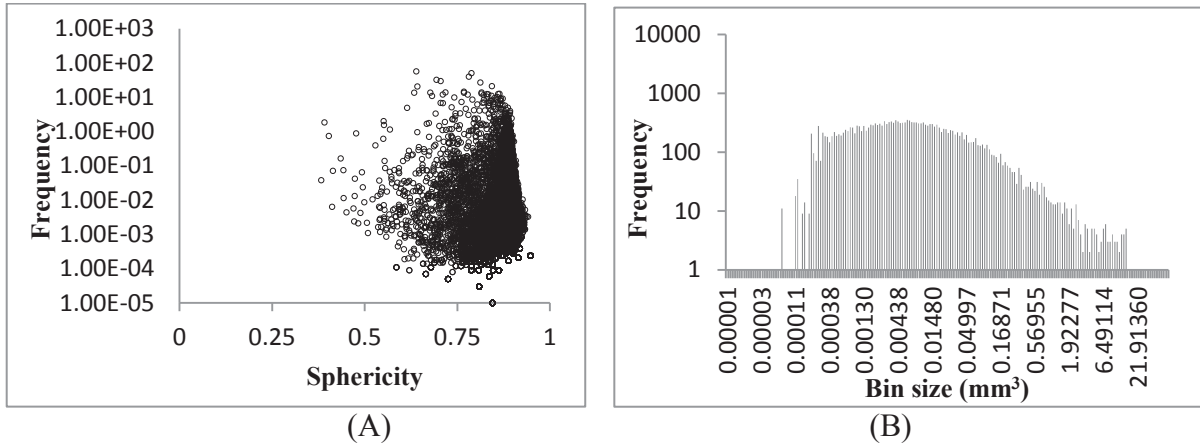 1.00E+03
1.00E+02
1.00E+01
1.00E+00
1.00E-01
1.00E-02
1.00E-03
1.00E-04
1.00E-05
Frequency
0 0.25 0.5 0.75 1
Sphericity
(A)
10000
1000
100
10
1
Frequency
0.00001
0.00003
0.00011
0.00038
0.00130
0.00438
0.01480
0.04997
0.16871
0.56955
1.92277
6.49114
21.91360
Bin size (mm³)
(B)